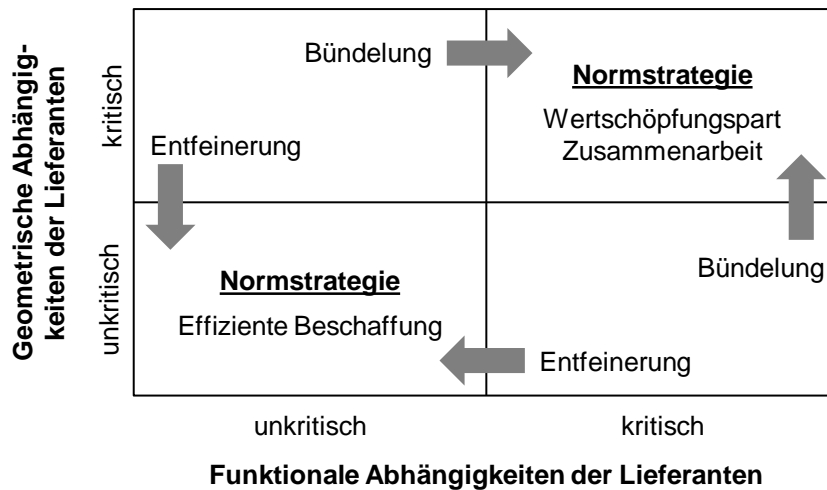 Geometrische Abhängig-
keiten der Lieferanten
kritisch
unkritisch
Bündelung
Entfeinerung
Normstrategie
Wertschöpfungspart
Zusammenarbeit
Normstrategie
Effiziente Beschaffung
Bündelung
Entfeinerung
unkritisch
kritisch
Funktionale Abhängigkeiten der Lieferanten